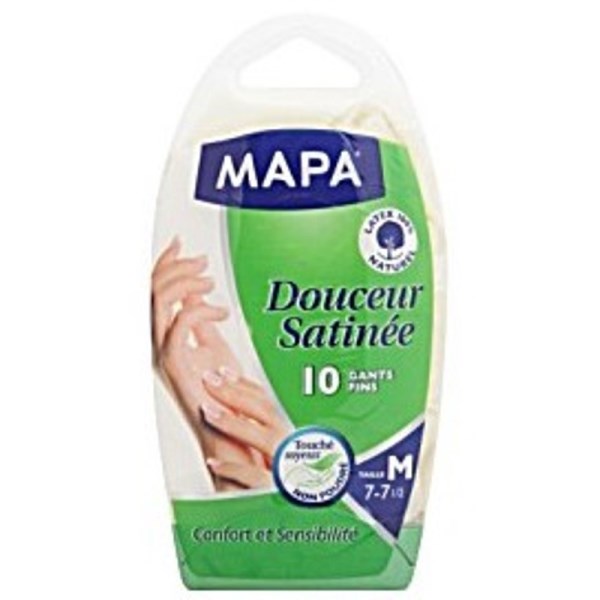 MAPA
LATEX 100%
NATUREL
Douceur
Satinée
10 GANTS
FINS
Touché
soyeux
NON POUDRÉ
TAILLE M
7-7 1/2
Confort et Sensibilité